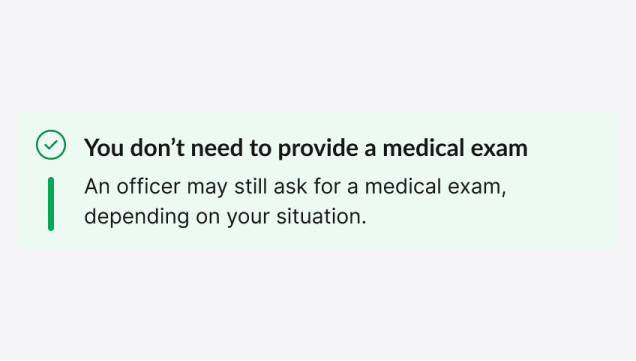 You don’t need to provide a medical exam
An officer may still ask for a medical exam,
depending on your situation.